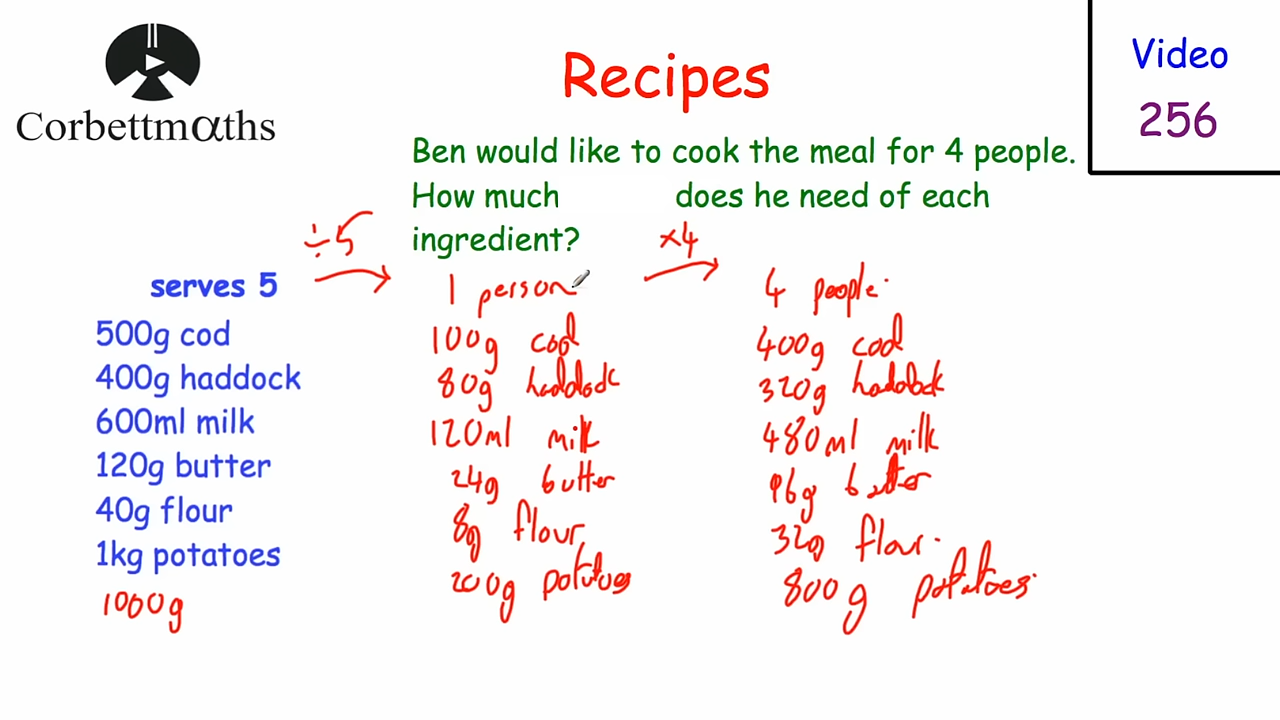 Corbettmαths
Recipes
Video
256
Ben would like to cook the meal for 4 people.
How much does he need of each
ingredient?
÷5
×4
serves 5
500g cod
400g haddock
600ml milk
120g butter
40g flour
1kg potatoes
1000g
1 person
100g cod
80g haddock
120ml milk
24g butter
8g flour
200g potatoes
4 people.
400g cod
320g haddock
480ml milk
96g butter
32g flour.
800g potatoes.